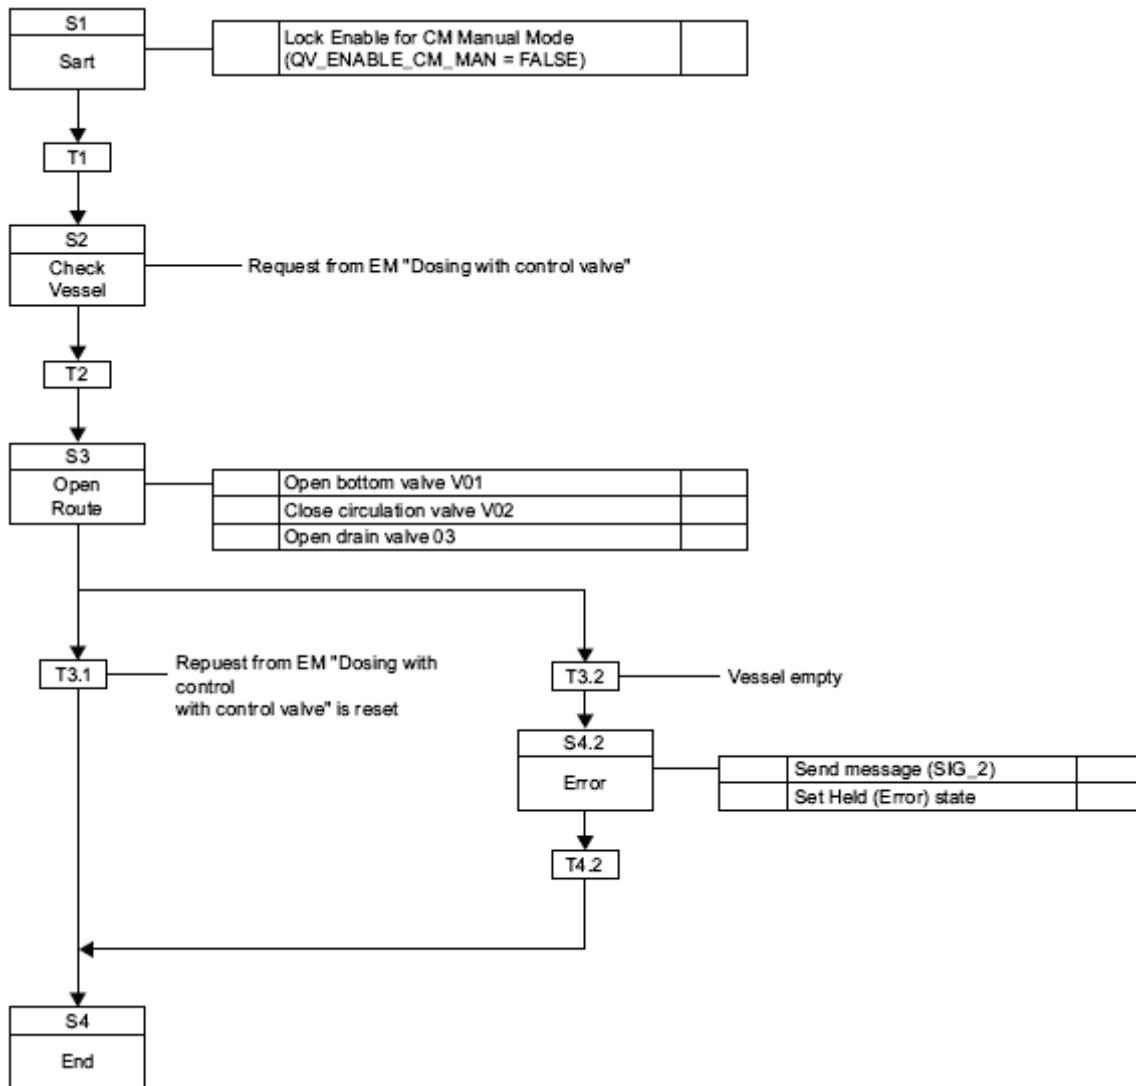 S1
Sart
Lock Enable for CM Manual Mode
(QV_ENABLE_CM_MAN = FALSE)
T1
S2
Check
Vessel
Request from EM "Dosing with control valve"
T2
S3
Open
Route
Open bottom valve V01
Close circulation valve V02
Open drain valve 03
T3.1
Repuest from EM "Dosing with
control
with control valve" is reset
T3.2
Vessel empty
S4.2
Error
Send message (SIG_2)
Set Held (Error) state
T4.2
S4
End